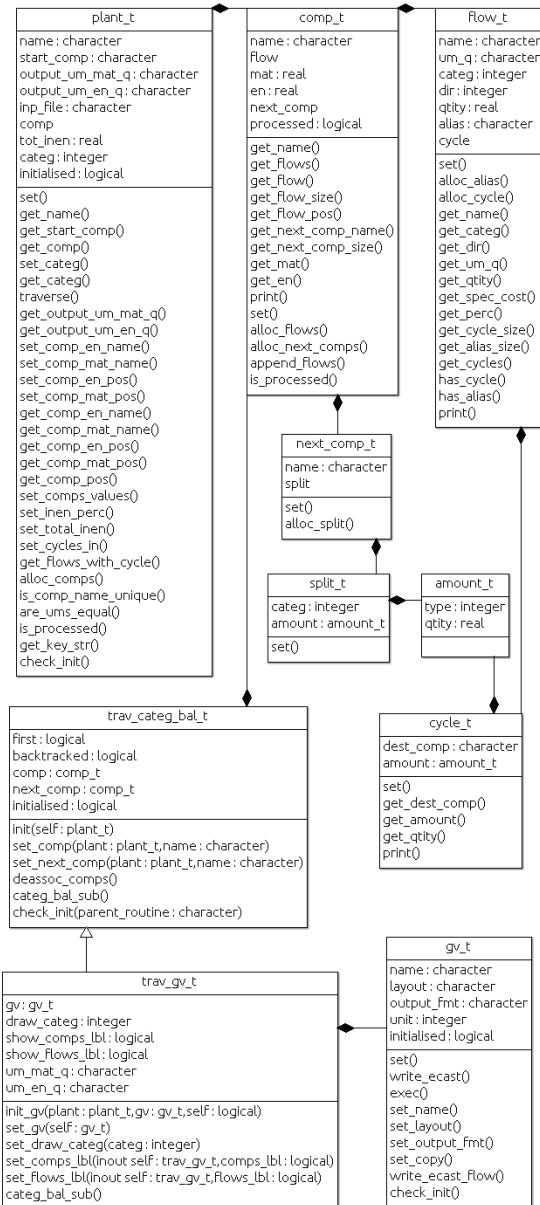 plant_t
name : character
start_comp : character
output_um_mat_q : character
output_um_en_q : character
inp_file : character
comp
tot_inen : real
categ : integer
initialised : logical
set()
get_name()
get_start_comp()
get_comp()
set_categ()
get_categ()
traverse()
get_output_um_mat_q()
get_output_um_en_q()
set_comp_en_name()
set_comp_mat_name()
set_comp_en_pos()
set_comp_mat_pos()
get_comp_en_name()
get_comp_mat_name()
get_comp_en_pos()
get_comp_mat_pos()
get_comp_pos()
set_comps_values()
set_inen_perc()
set_total_inen()
set_cycles_in()
get_flows_with_cycle()
alloc_comps()
is_comp_name_unique()
are_ums_equal()
is_processed()
get_key_str()
check_init()
comp_t
name : character
flow
mat : real
en : real
next_comp
processed : logical
get_name()
get_flows()
get_flow()
get_flow_size()
get_flow_pos()
get_next_comp_name()
get_next_comp_size()
get_mat()
get_en()
print()
set()
alloc_flows()
alloc_next_comps()
append_flows()
is_processed()
flow_t
name : character
um_q : character
categ : integer
dir : integer
qtity : real
alias : character
cycle
set()
alloc_alias()
alloc_cycle()
get_name()
get_categ()
get_dir()
get_um_q()
get_qtity()
get_spec_cost()
get_perc()
get_cycle_size()
get_alias_size()
get_cycles()
has_cycle()
has_alias()
print()
next_comp_t
name : character
split
set()
alloc_split()
split_t
categ : integer
amount : amount_t
set()
amount_t
type : integer
qtity : real
trav_categ_bal_t
first : logical
backtracked : logical
comp : comp_t
next_comp : comp_t
initialised : logical
init(self : plant_t)
set_comp(plant : plant_t,name : character)
set_next_comp(plant : plant_t,name : character)
deassoc_comps()
categ_bal_sub()
check_init(parent_routine : character)
cycle_t
dest_comp : character
amount : amount_t
set()
get_dest_comp()
get_amount()
get_qtity()
print()
trav_gv_t
gv : gv_t
draw_categ : integer
show_comps_lbl : logical
show_flows_lbl : logical
um_mat_q : character
um_en_q : character
init_gv(plant : plant_t,gv : gv_t,self : logical)
set_gv(self : gv_t)
set_draw_categ(categ : integer)
set_comps_lbl(inout self : trav_gv_t,comps_lbl : logical)
set_flows_lbl(inout self : trav_gv_t,flows_lbl : logical)
categ_bal_sub()
gv_t
name : character
layout : character
output_fmt : character
unit : integer
initialised : logical
set()
write_ecast()
exec()
set_name()
set_layout()
set_output_fmt()
set_copy()
write_ecast_flow()
check_init()